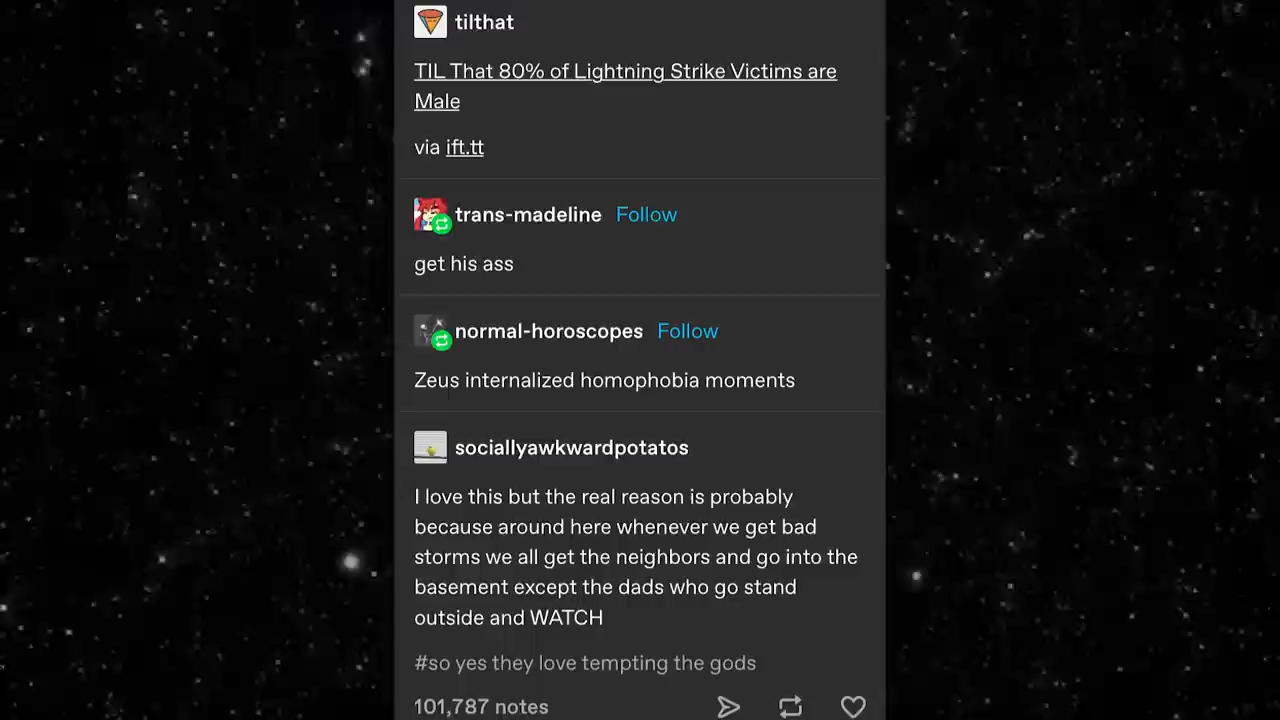 tilthat
TIL That 80% of Lightning Strike Victims are
Male
via ift.tt
trans-madeline Follow
get his ass
normal-horoscopes Follow
Zeus internalized homophobia moments
sociallyawkwardpotatos
I love this but the real reason is probably
because around here whenever we get bad
storms we all get the neighbors and go into the
basement except the dads who go stand
outside and WATCH
#so yes they love tempting the gods
101,787 notes